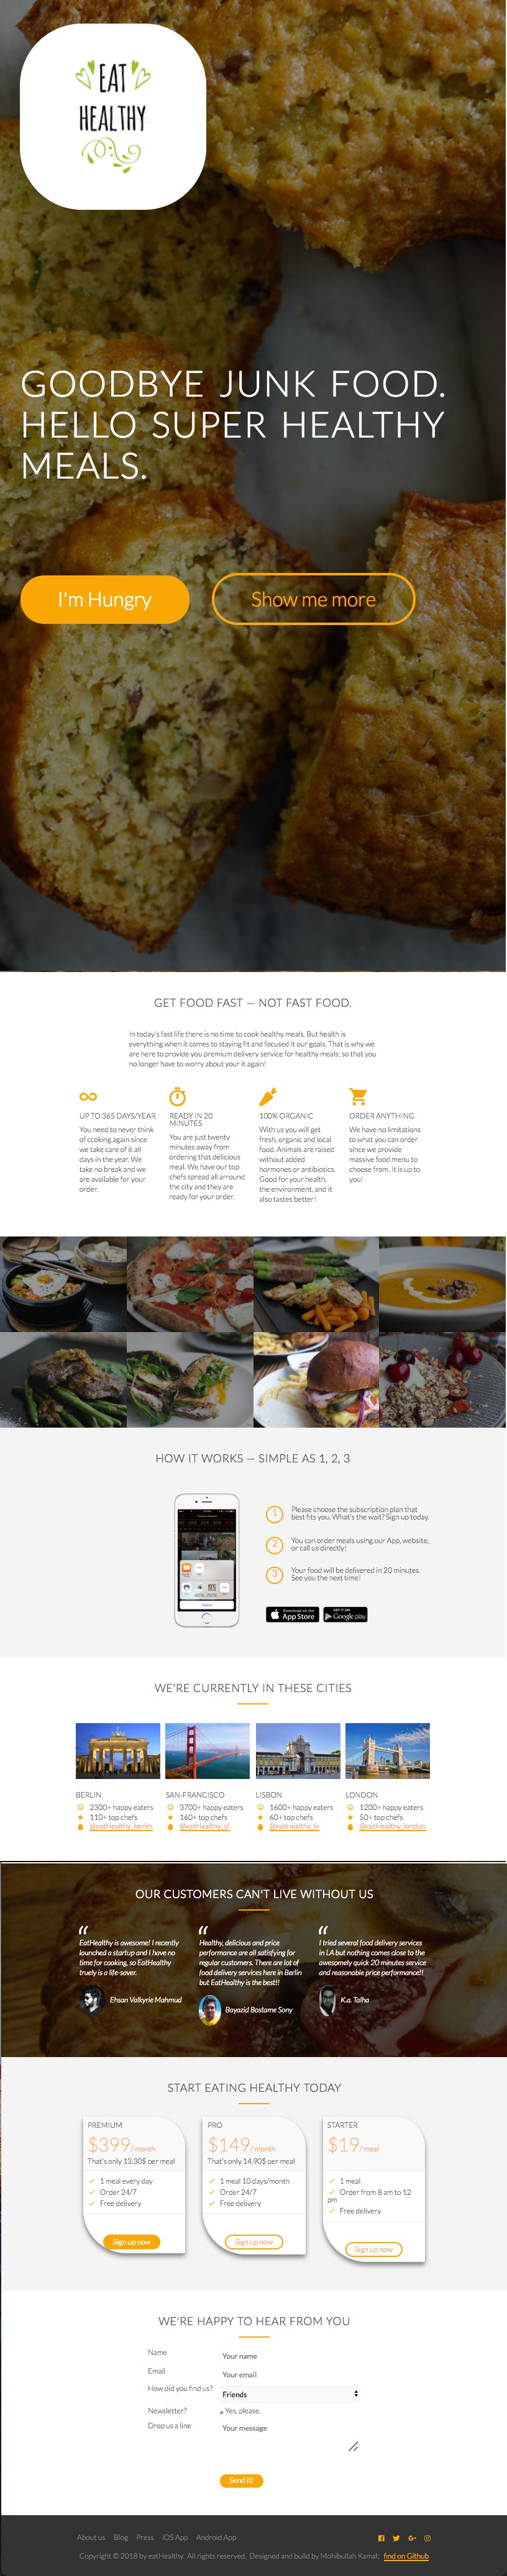 EAT
HEALTHY
GOODBYE JUNK FOOD.
HELLO SUPER HEALTHY
MEALS.
I'm Hungry
Show me more
GET FOOD FAST — NOT FAST FOOD.
In today's fast life there is no time to cook healthy meals. But health is
everything when it comes to staying fit and focused it our goals. That is why we
are here to provide you premium delivery service for healthy meals; so that you
no longer have to worry about your it again!
UP TO 365 DAYS/YEAR
You need to never think
of ccoking again since
we take care of it all
days in the year. We
take no break and we
are available for your
order.
READY IN 20
MINUTES
You are just twenty
minutes away from
ordering that delicious
meal. We have our top
chefs spread all arround
the city and they are
ready for your order.
100% ORGANIC
With us you will get
fresh, organic and local
food. Animals are raised
without added
hormones or antibiotics.
Good for your health,
the environment, and it
also tastes better!
ORDER ANYTHING
We have no limitations
to what you can order
since we provide
massive food menu to
choose from. It is up to
you!
HOW IT WORKS — SIMPLE AS 1, 2, 3
1
Please choose the subscription plan that
best fits you. What's the wait? Sign up today.
2
You can order meals using our App, website,
or call us directly!
3
Your food will be delivered in 20 minutes.
See you the next time!
Download on the
App Store
GET IT ON
Google play
WE'RE CURRENTLY IN THESE CITIES
BERLIN
2300+ happy eaters
110+ top chefs
@eatHealthy_berlin
SAN-FRANCISCO
3700+ happy eaters
160+ top chefs
@eatHealthy_sf
LISBON
1600+ happy eaters
60+ top chefs
@eatHealthy_lx
LONDON
1200+ happy eaters
50+ top chefs
@eatHealthy_london
OUR CUSTOMERS CAN'T LIVE WITHOUT US
“
EatHealthy is awesome! I recently
launched a startup and I have no
time for cooking, so EatHealthy
truely is a life-saver.
Ehsan Valkyrie Mahmud
“
Healthy, delicious and price
performance are all satisfying for
regular customers. There are lot of
food delivery services here in Berlin
but EatHealthy is the best!!
Bayazid Bostame Sony
“
I tried several food delivery services
in LA but nothing comes close to the
awesomely quick 20 minutes service
and reasonable price performance!!
K.a. Talha
START EATING HEALTHY TODAY
PREMIUM
$399/ month
That's only 13.30$ per meal
1 meal every day
Order 24/7
Free delivery
Sign up now
PRO
$149/ month
That's only 14.90$ per meal
1 meal 10 days/month
Order 24/7
Free delivery
Sign up now
STARTER
$19/ meal
1 meal
Order from 8 am to 12
pm
Free delivery
Sign up now
WE'RE HAPPY TO HEAR FROM YOU
Name
Your name
Email
Your email
How did you find us?
Friends
Newsletter?
Yes, please.
Drop us a line
Your message
Send it!
About us Blog Press iOS App Android App
Copyright © 2018 by eatHealthy. All rights reserved. Designed and build by Mohibullah Kamal; find on Github